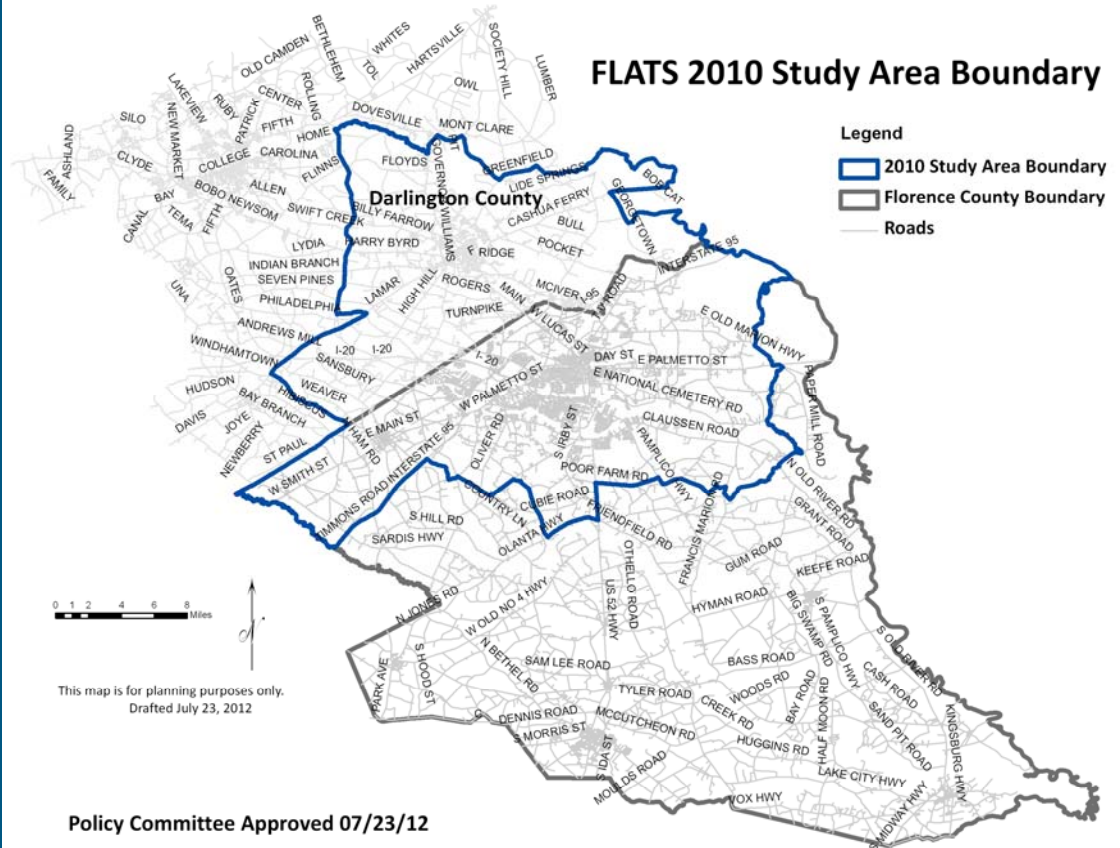 FLATS 2010 Study Area Boundary
Legend
2010 Study Area Boundary
Florence County Boundary
Roads
BETHLEHEM
WHITES
OLD CAMDEN
TOL
HARTSVILLE
SOCIETY HILL
LUMBER
LAKEVIEW
RUBY
CENTER
ROLLING
OWL
SILO
NEW MARKET
PATRICK
FIFTH
HOME
DOVESVILLE
MONT CLARE
ASHLAND
CLYDE
COLLEGE
CAROLINA
FLINNS
FLOYDS
GREENFIELD
FAMILY
BAY
BOBO NEWSOM
ALLEN
LIDE SPRINGS
BOBCAT
Darlington County
CANAL
TEMA
FIFTH
SWIFT CREEK
BILLY FARROW
GOVERNOR WILLIAMS
CASHUA FERRY
GEORGETOWN
BULL
LYDIA
HARRY BYRD
F RIDGE
POCKET
INTERSTATE 95
INDIAN BRANCH
SEVEN PINES
UNA
OATES
PHILADELPHIA
LAMAR
HIGH HILL
ROGERS
MAIN
MCIVER
I-95
TURNPIKE
W LUCAS ST
E OLD MARION HWY
ANDREWS MILL
WINDHAMTOWN
I-20
I-20
SANSBURY
I-20
DAY ST
E PALMETTO ST
W PALMETTO ST
E NATIONAL CEMETERY RD
HUDSON
WEAVER
HIBISCUS
BAY BRANCH
PAPER MILL ROAD
DAVIS
JOYE
NEWBERRY
E MAIN ST
OLIVER RD
S IRBY ST
CLAUSSEN ROAD
ST PAUL
W SMITH ST
PAMPLICO HWY
POOR FARM RD
TIMMONS ROAD
INTERSTATE 95
COUNTRY LN
CUBIE ROAD
N OLD RIVER RD
S HILL RD
SARDIS HWY
OLANTA HWY
FRIENDFIELD RD
FRANCIS MARION RD
GRANT ROAD
GUM ROAD
KEEFE ROAD
0 1 2 4 6 8
Miles
N
N JONES RD
W OLD NO 4 HWY
US 52 HWY
OTHELLO ROAD
HYMAN ROAD
BIG SWAMP RD
S PAMPLICO HWY
S OLD RIVER RD
This map is for planning purposes only.
Drafted July 23, 2012
PARK AVE
S HOOD ST
N BETHEL RD
SAM LEE ROAD
BASS ROAD
CASH ROAD
TYLER ROAD
CREEK RD
WOODS RD
BAY ROAD
HALF MOON RD
SAND PIT ROAD
KINGSBURG HWY
DENNIS ROAD
S MORRIS ST
MCCUTCHEON RD
HUGGINS RD
S IDA ST
MOULDS ROAD
LAKE CITY HWY
VOX HWY
S MIDWAY HWY
Policy Committee Approved 07/23/12